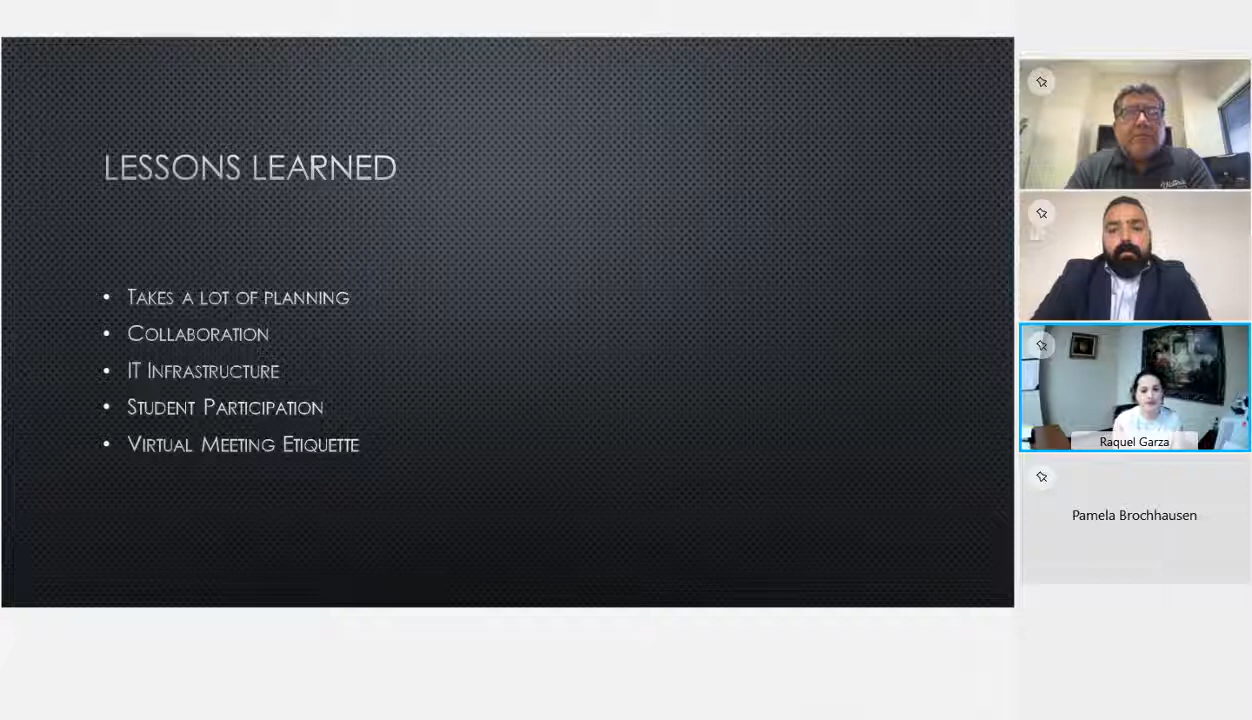 LESSONS LEARNED
• TAKES A LOT OF PLANNING
• COLLABORATION
• IT INFRASTRUCTURE
• STUDENT PARTICIPATION
• VIRTUAL MEETING ETIQUETTE
Raquel Garza
Pamela Brochhausen